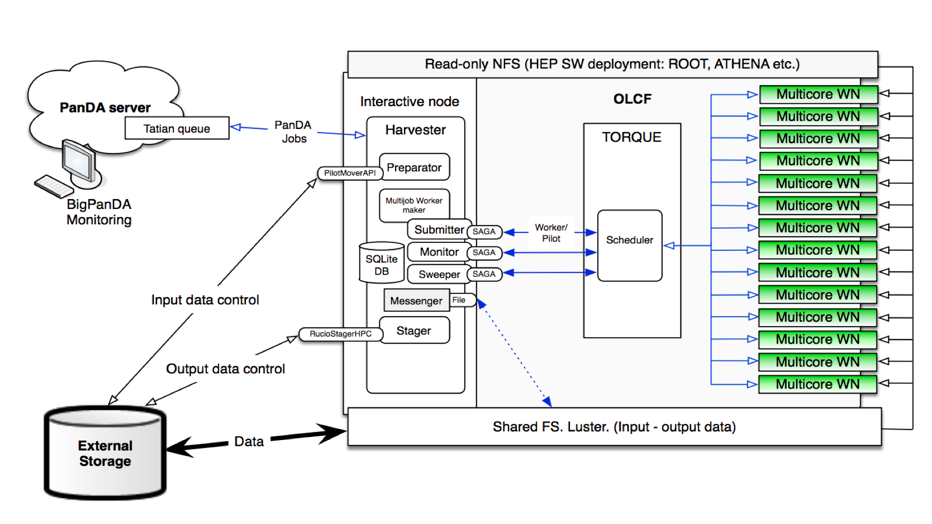 Read-only NFS (HEP SW deployment: ROOT, ATHENA etc.)
PanDA server
Tatian queue
BigPanDA
Monitoring
PanDA
Jobs
Interactive node
Harvester
PilotMoverAPI
Preparator
Multijob Worker
maker
Submitter
SAGA
SQLite
DB
Monitor
SAGA
Sweeper
SAGA
Messenger
File
RucioStagerHPC
Stager
OLCF
TORQUE
Worker/
Pilot
Scheduler
Multicore WN
Multicore WN
Multicore WN
Multicore WN
Multicore WN
Multicore WN
Multicore WN
Multicore WN
Multicore WN
Multicore WN
Multicore WN
Multicore WN
Multicore WN
Multicore WN
Input data control
Output data control
External
Storage
Data
Shared FS. Luster. (Input - output data)